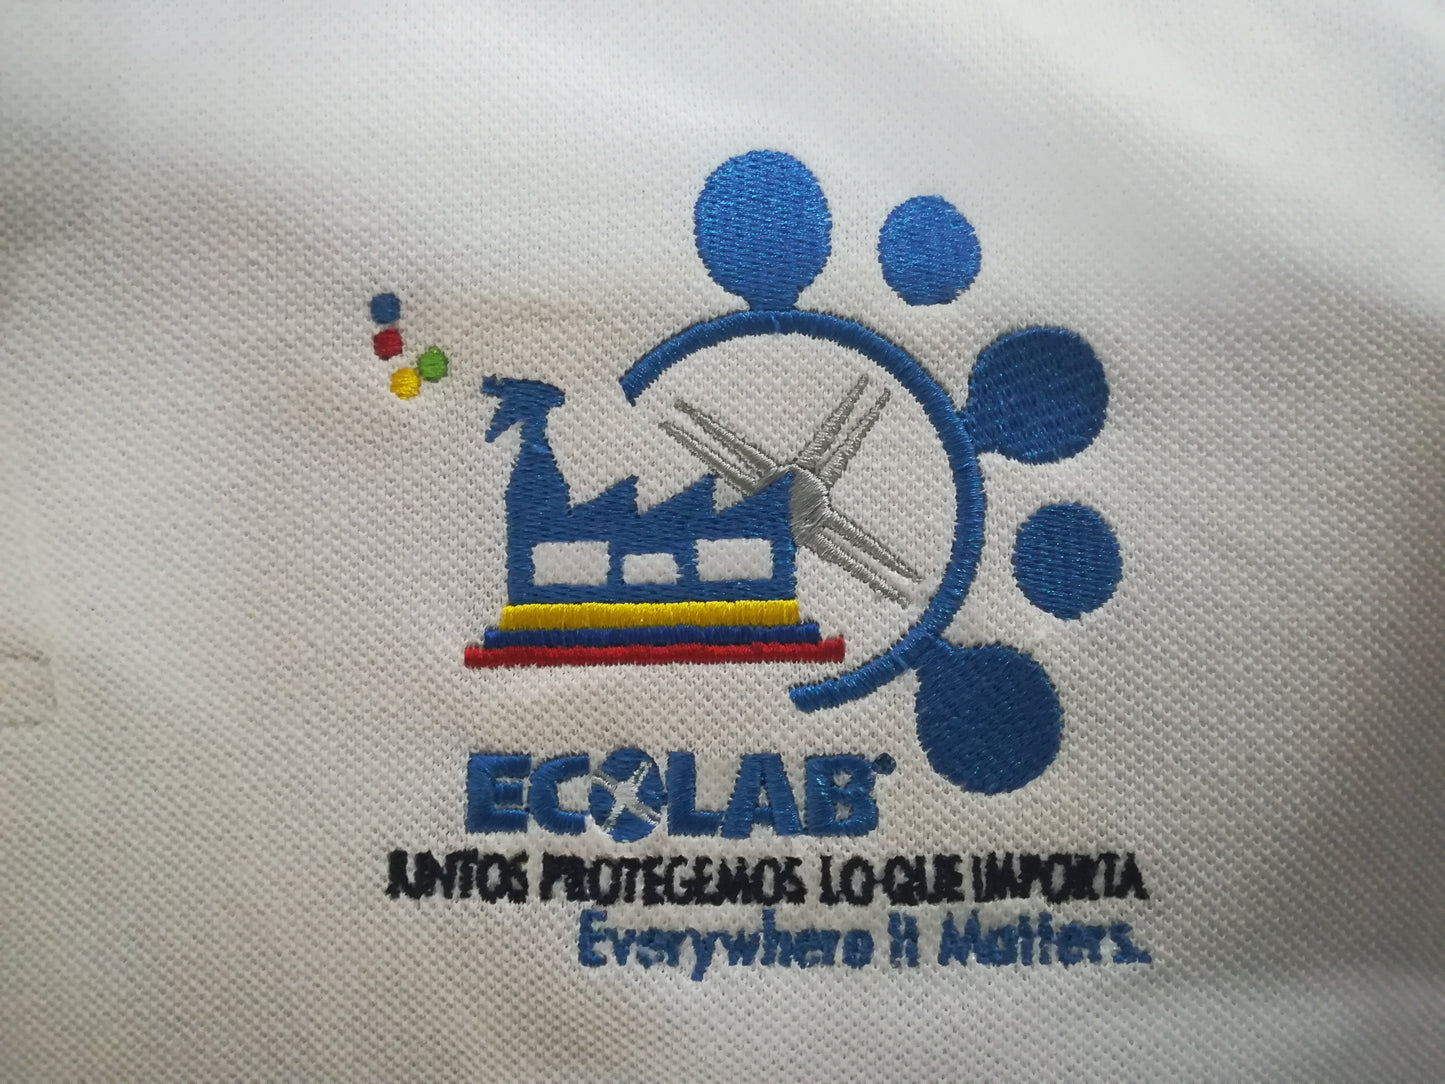 ECOLAB®
JUNTOS PROTEGEMOS LO QUE IMPORTA
Everywhere It Matters.